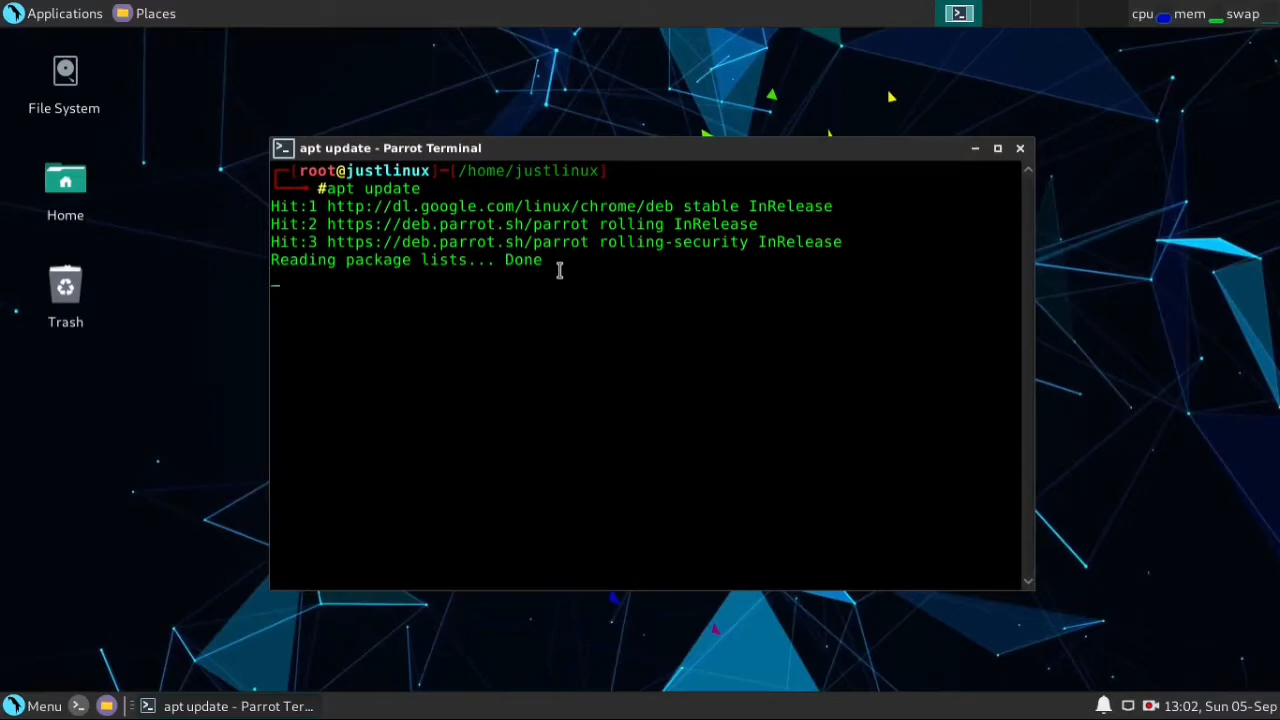 Applications Places cpu mem swap
File System
Home
Trash
apt update - Parrot Terminal
[root@justlinux]─[/home/justlinux]
#apt update
Hit:1 http://dl.google.com/linux/chrome/deb stable InRelease
Hit:2 https://deb.parrot.sh/parrot rolling InRelease
Hit:3 https://deb.parrot.sh/parrot rolling-security InRelease
Reading package lists... Done
Menu apt update - Parrot Ter... 13:02, Sun 05-Sep